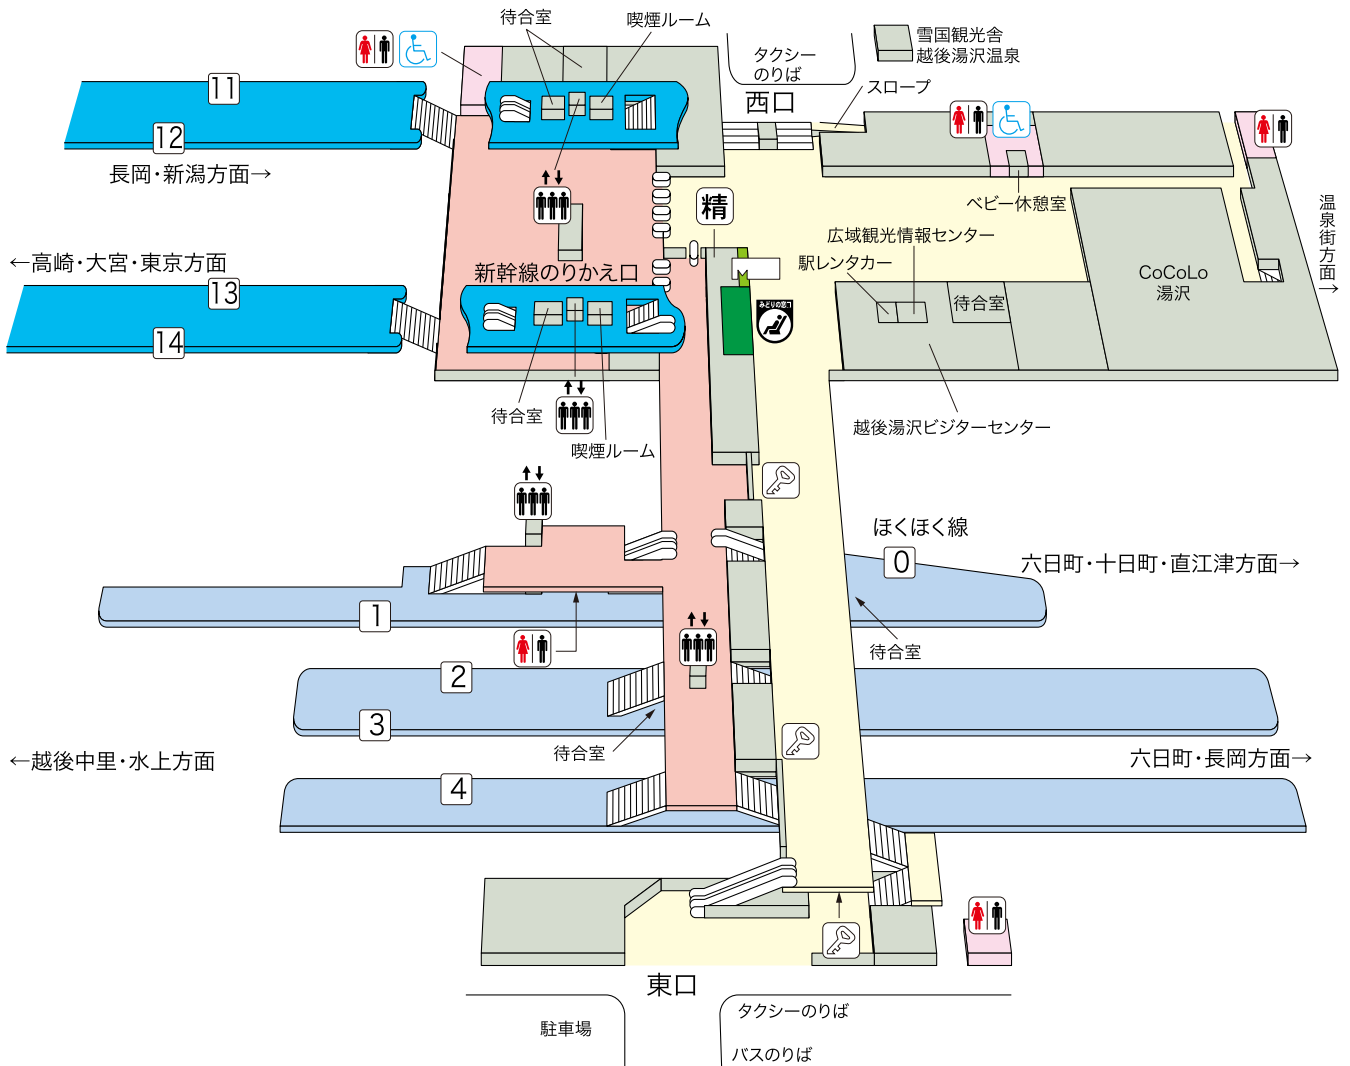 待合室
喫煙ルーム
タクシー
のりば
雪国観光舎
越後湯沢温泉
西口
スロープ
11
12
長岡・新潟方面→
精
ベビー休憩室
温泉街方面→
広域観光情報センター
駅レンタカー
←高崎・大宮・東京方面
新幹線のりかえ口
13
14
みどりの窓口
待合室
CoCoLo
湯沢
待合室
喫煙ルーム
越後湯沢ビジターセンター
ほくほく線
0
六日町・十日町・直江津方面→
1
待合室
2
3
待合室
←越後中里・水上方面
六日町・長岡方面→
4
東口
駐車場
タクシーのりば
バスのりば